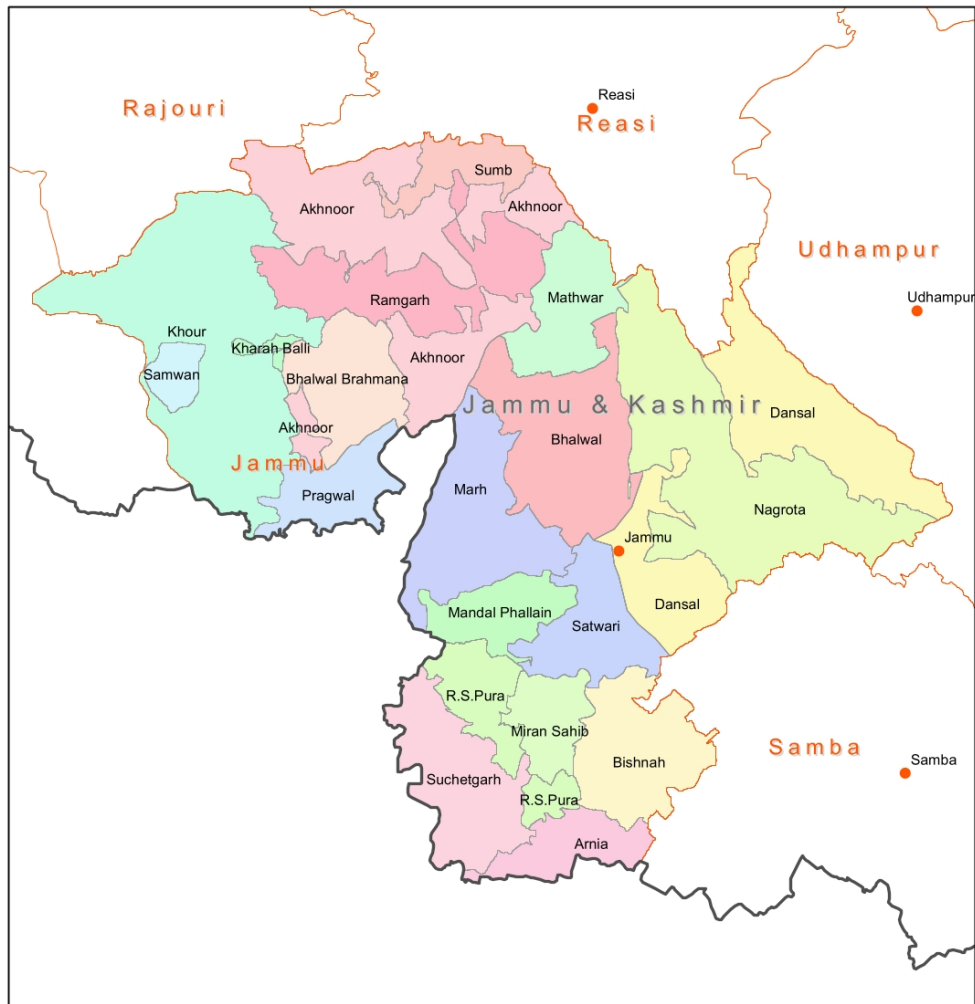 Reasi
Rajouri
Reasi
Sumb
Akhnoor
Akhnoor
Udhampur
Ramgarh
Mathwar
Udhampur
Khour
Kharah Balli
Akhnoor
Samwan
Bhalwal Brahmana
Jammu & Kashmir
Dansal
Akhnoor
Bhalwal
Jammu
Marh
Pragwal
Nagrota
Jammu
Mandal Phallain
Satwari
Dansal
R.S.Pura
Miran Sahib
Samba
Samba
Bishnah
Suchetgarh
R.S.Pura
Arnia